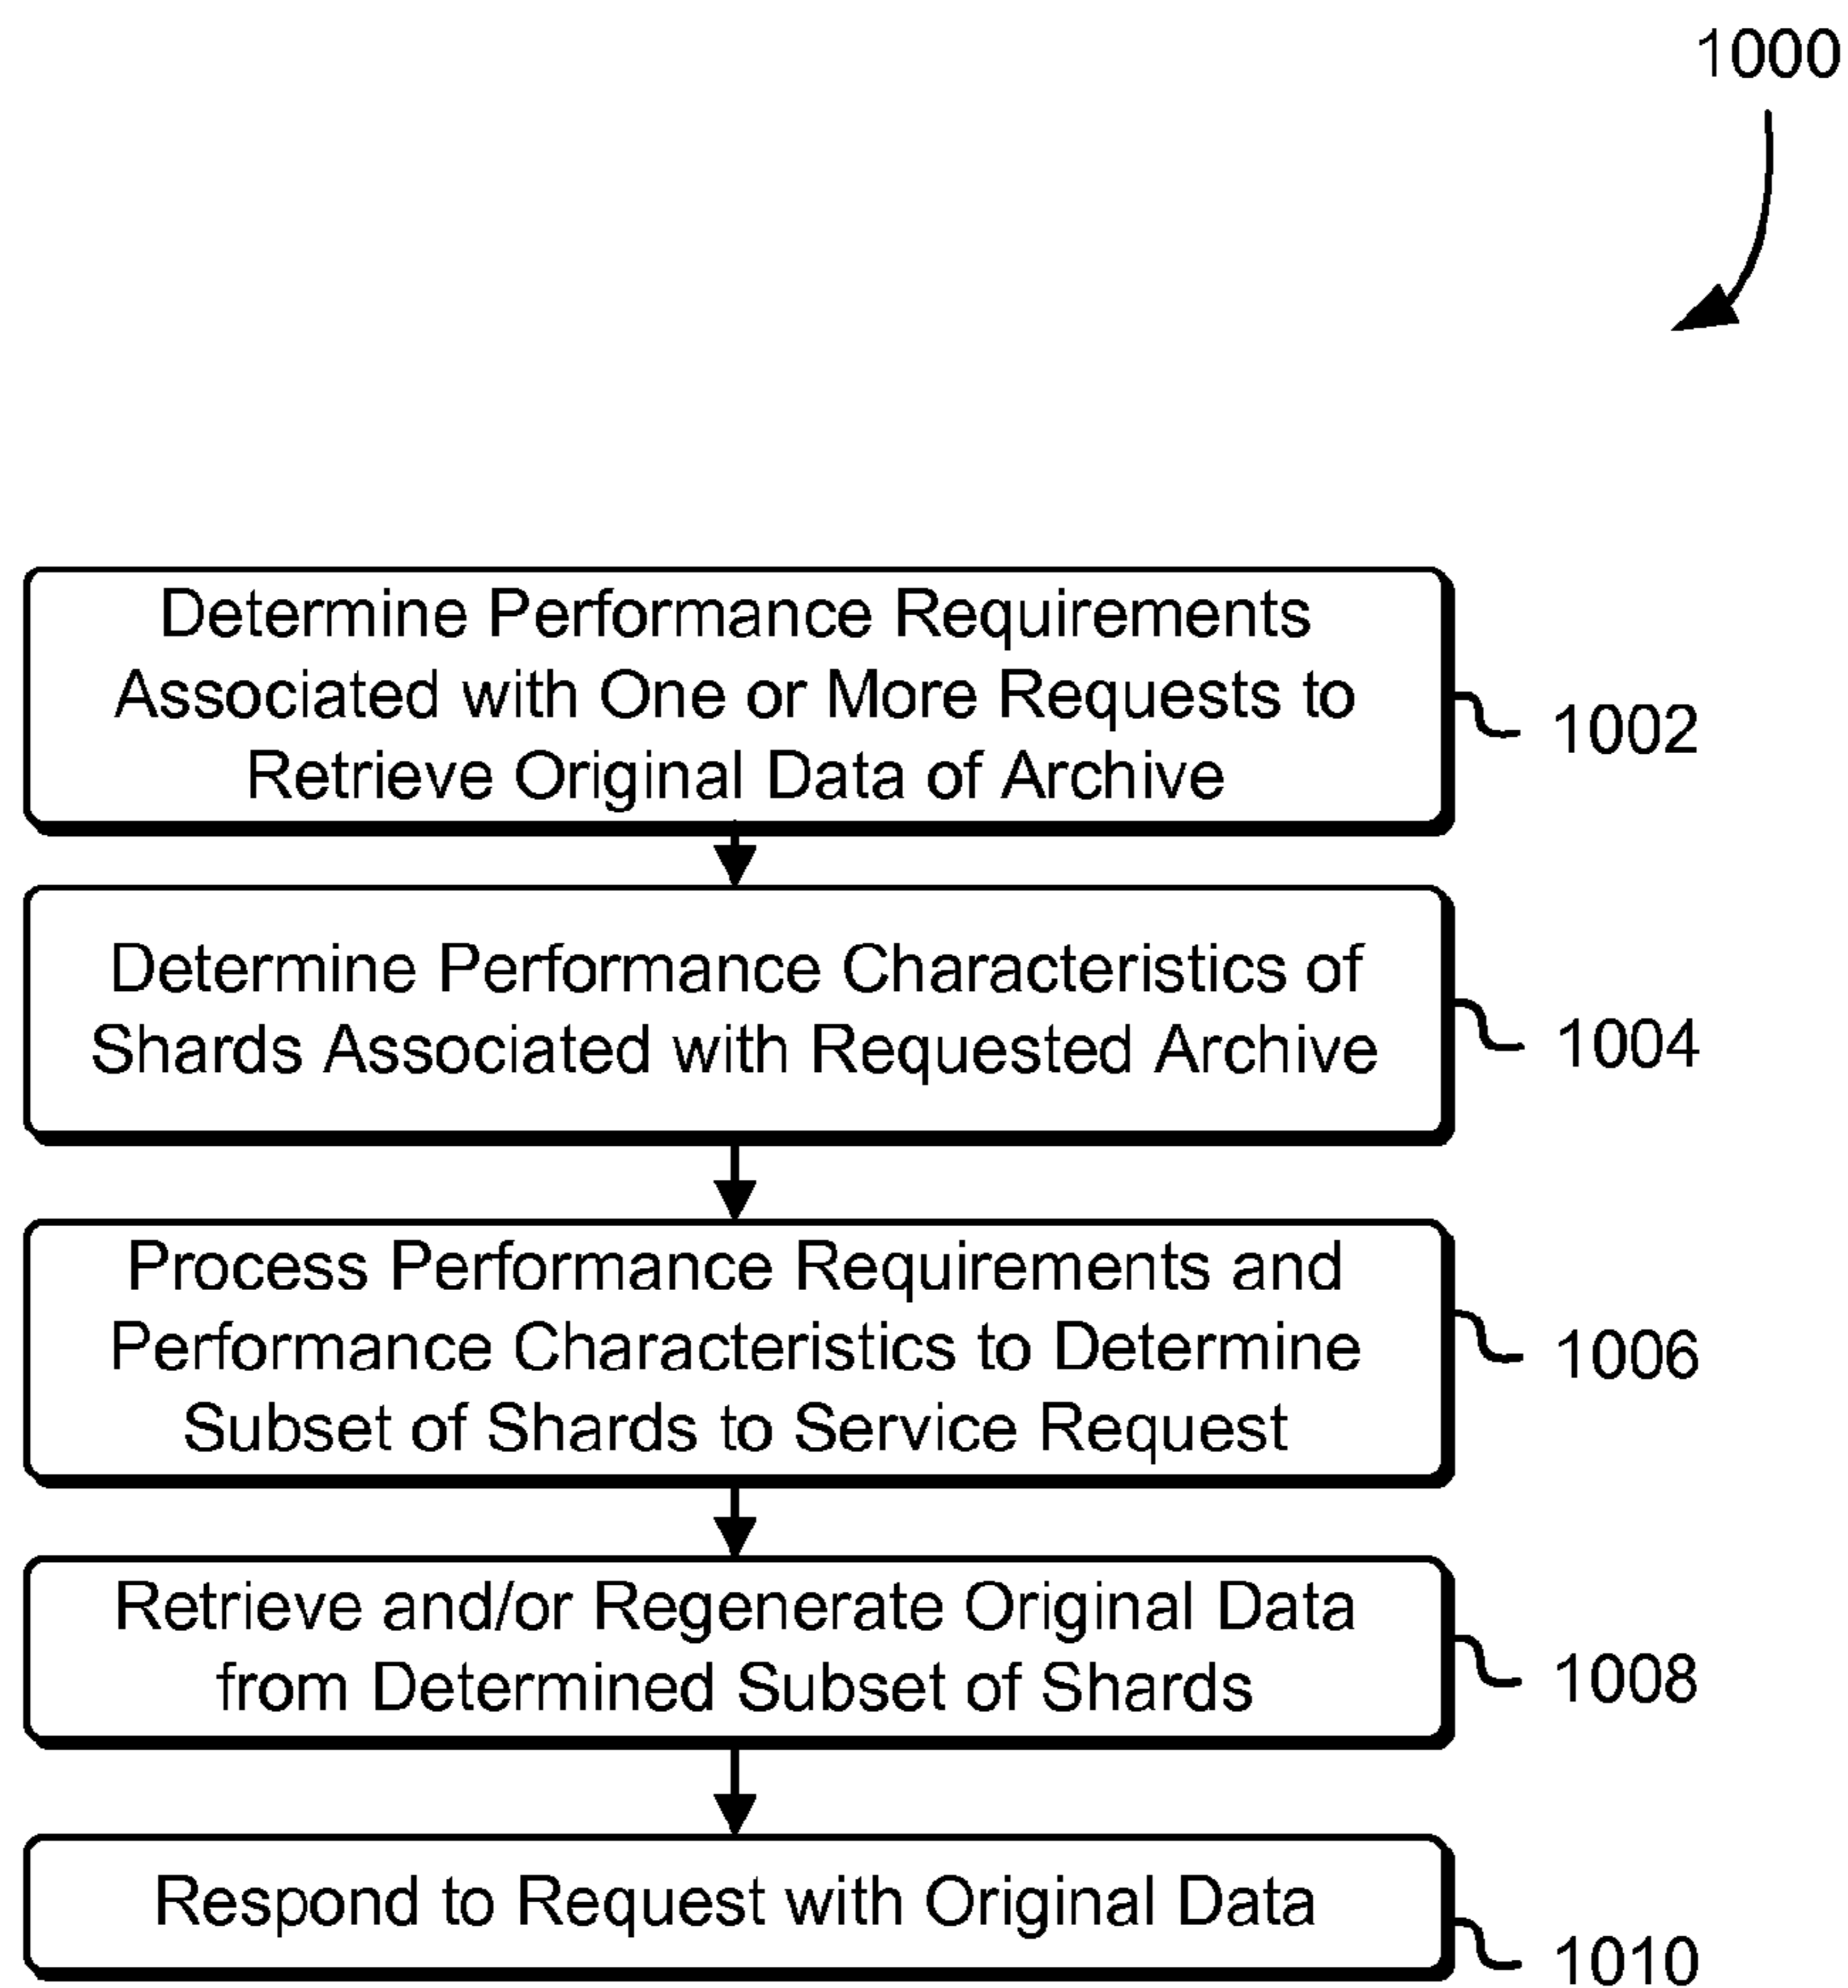 1000
Determine Performance Requirements
Associated with One or More Requests to
Retrieve Original Data of Archive
1002
Determine Performance Characteristics of
Shards Associated with Requested Archive
1004
Process Performance Requirements and
Performance Characteristics to Determine
Subset of Shards to Service Request
1006
Retrieve and/or Regenerate Original Data
from Determined Subset of Shards
1008
Respond to Request with Original Data
1010